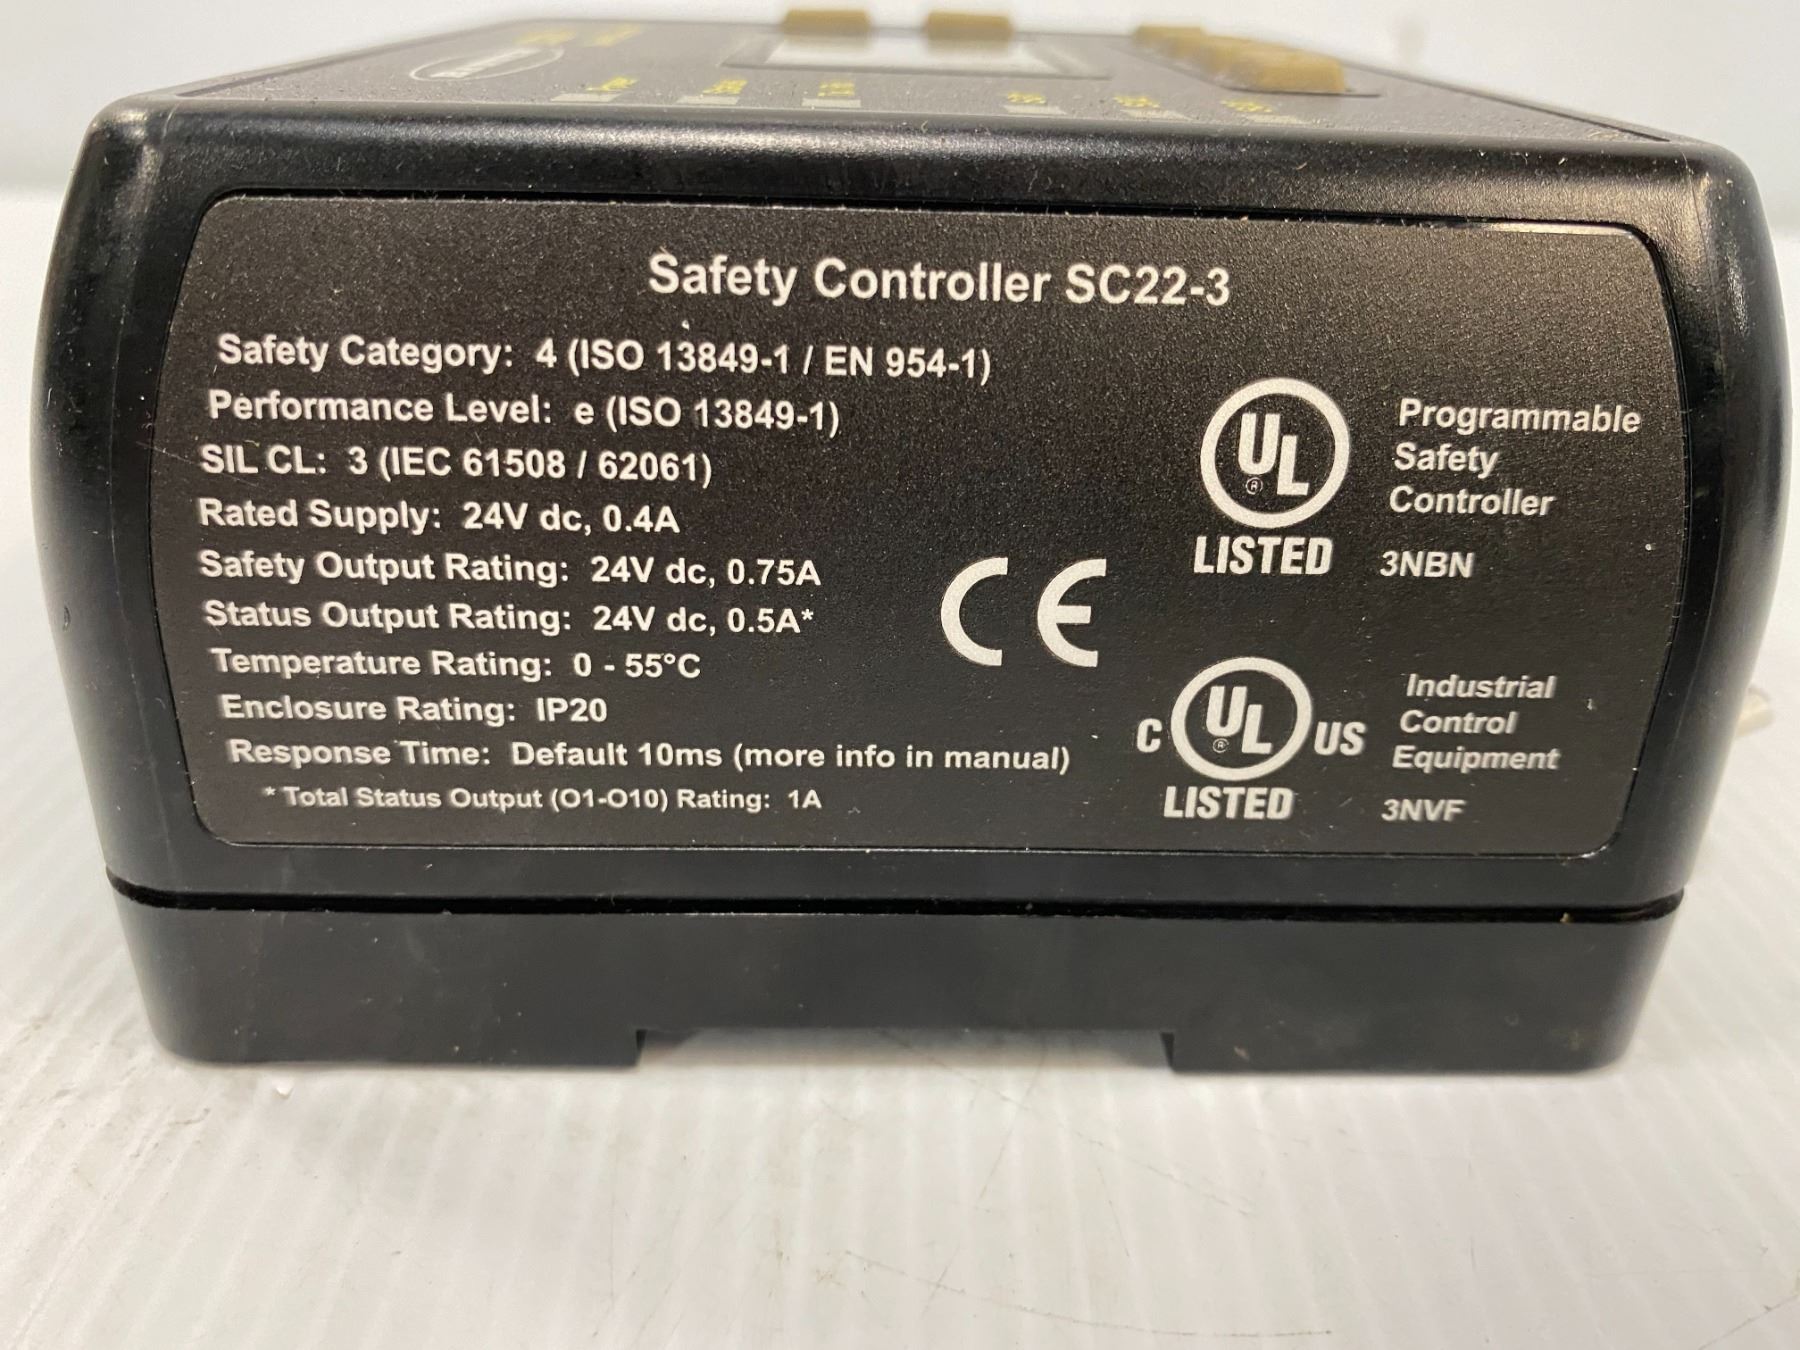 Safety Controller SC22-3
Safety Category: 4 (ISO 13849-1 / EN 954-1)
Performance Level: e (ISO 13849-1)
SIL CL: 3 (IEC 61508 / 62061)
Rated Supply: 24V dc, 0.4A
Safety Output Rating: 24V dc, 0.75A
Status Output Rating: 24V dc, 0.5A*
Temperature Rating: 0 - 55°C
Enclosure Rating: IP20
Response Time: Default 10ms (more info in manual)
* Total Status Output (O1-O10) Rating: 1A
CE
UL ®
LISTED
Programmable
Safety
Controller
3NBN
C UL ® US
LISTED
Industrial
Control
Equipment
3NVF